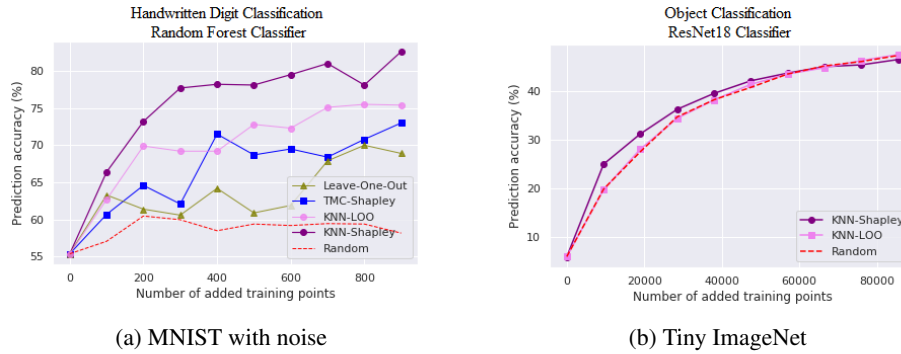 Handwritten Digit Classification
Random Forest Classifier
Prediction accuracy (%)
80
75
70
65
60
55
0
200
400
600
800
Number of added training points
Leave-One-Out
TMC-Shapley
KNN-LOO
KNN-Shapley
Random
(a) MNIST with noise
Object Classification
ResNet18 Classifier
Prediction accuracy (%)
40
30
20
10
0
20000
40000
60000
80000
Number of added training points
KNN-Shapley
KNN-LOO
Random
(b) Tiny ImageNet